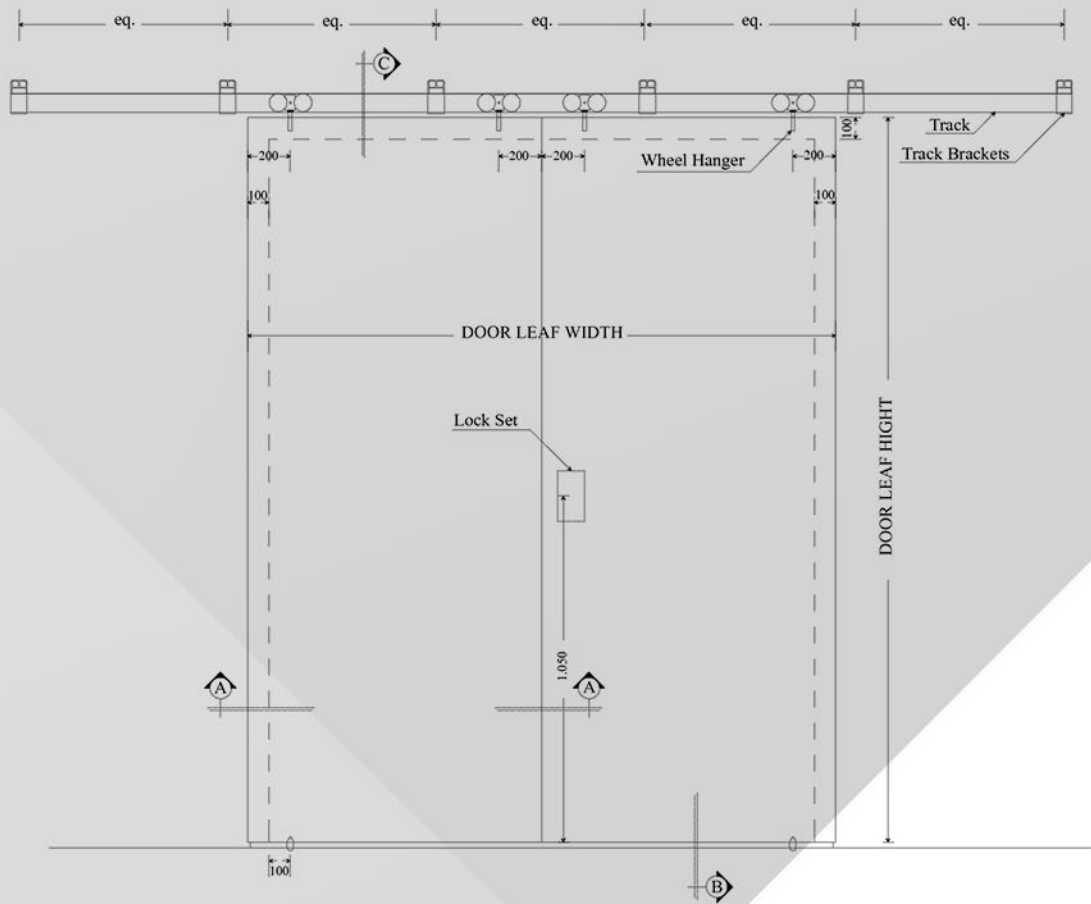 eq.
eq.
eq.
eq.
eq.
C
100
Track
Track Brackets
Wheel Hanger
200
200
200
200
100
100
DOOR LEAF WIDTH
Lock Set
DOOR LEAF HIGHT
1.050
A
A
100
B